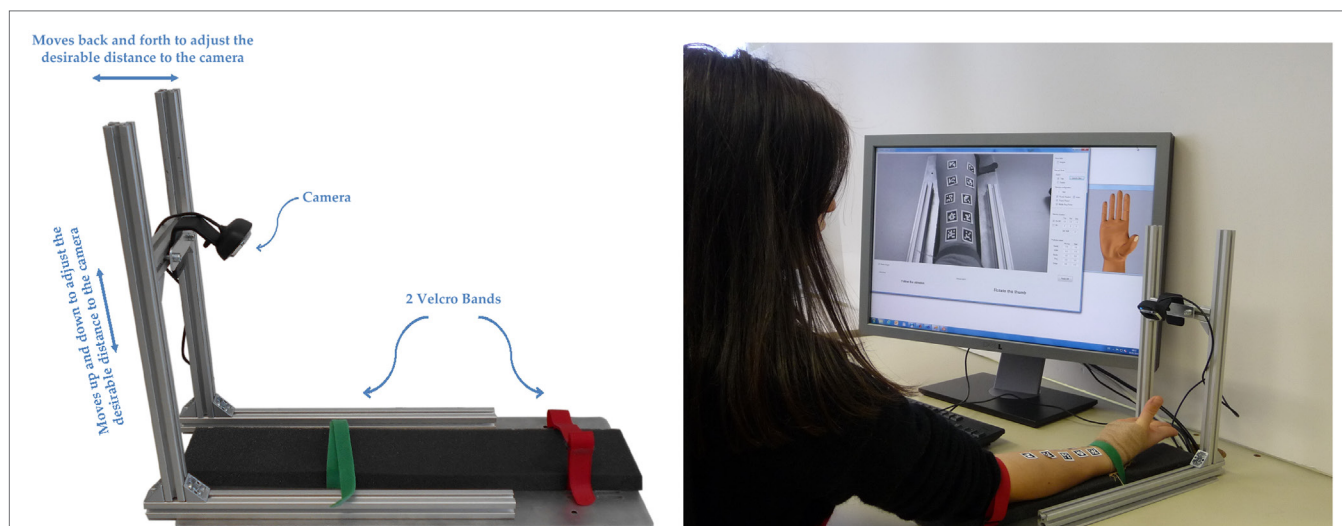 Moves back and forth to adjust the
desirable distance to the camera
Camera
Moves up and down to adjust the
desirable distance to the camera
2 Velcro Bands